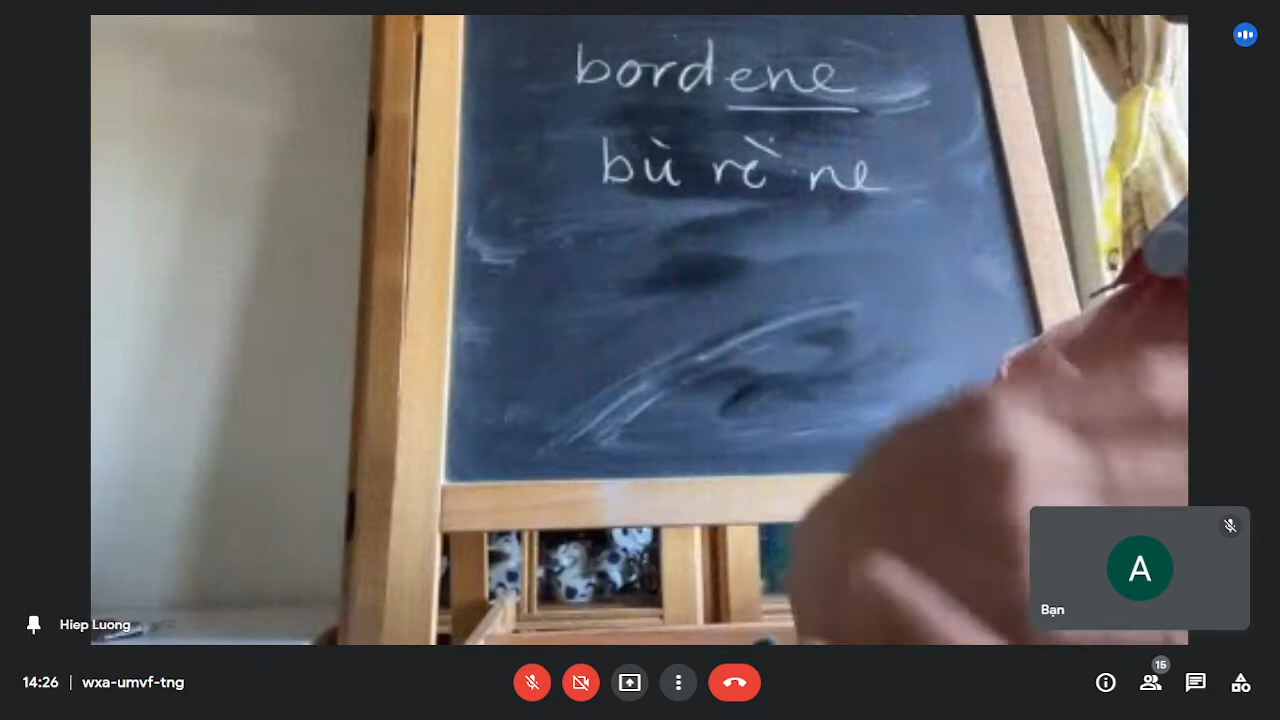 bordene
bù rè ne
Hiep Luong
A
Bạn
14:26 | wxa-umvf-tng
15